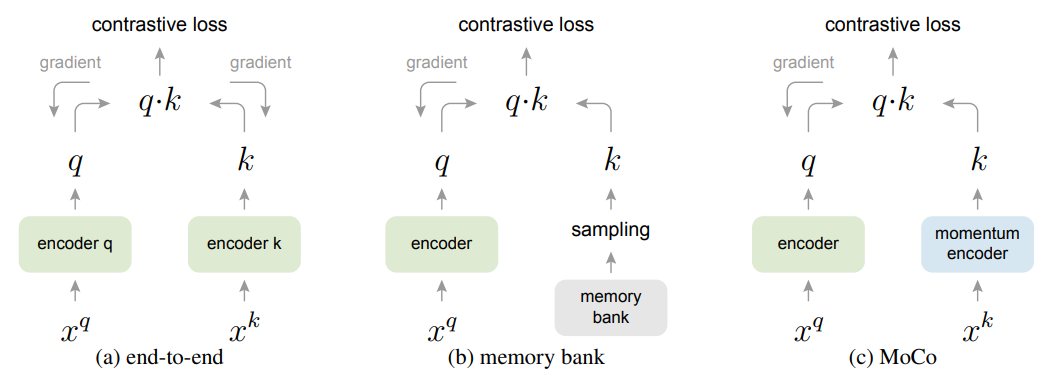 contrastive loss
gradient
gradient
q·k
q
k
encoder q
encoder k
x^q
x^k
(a) end-to-end
contrastive loss
gradient
q·k
q
k
encoder
sampling
memory
bank
x^q
(b) memory bank
contrastive loss
gradient
q·k
q
k
encoder
momentum
encoder
x^q
x^k
(c) MoCo